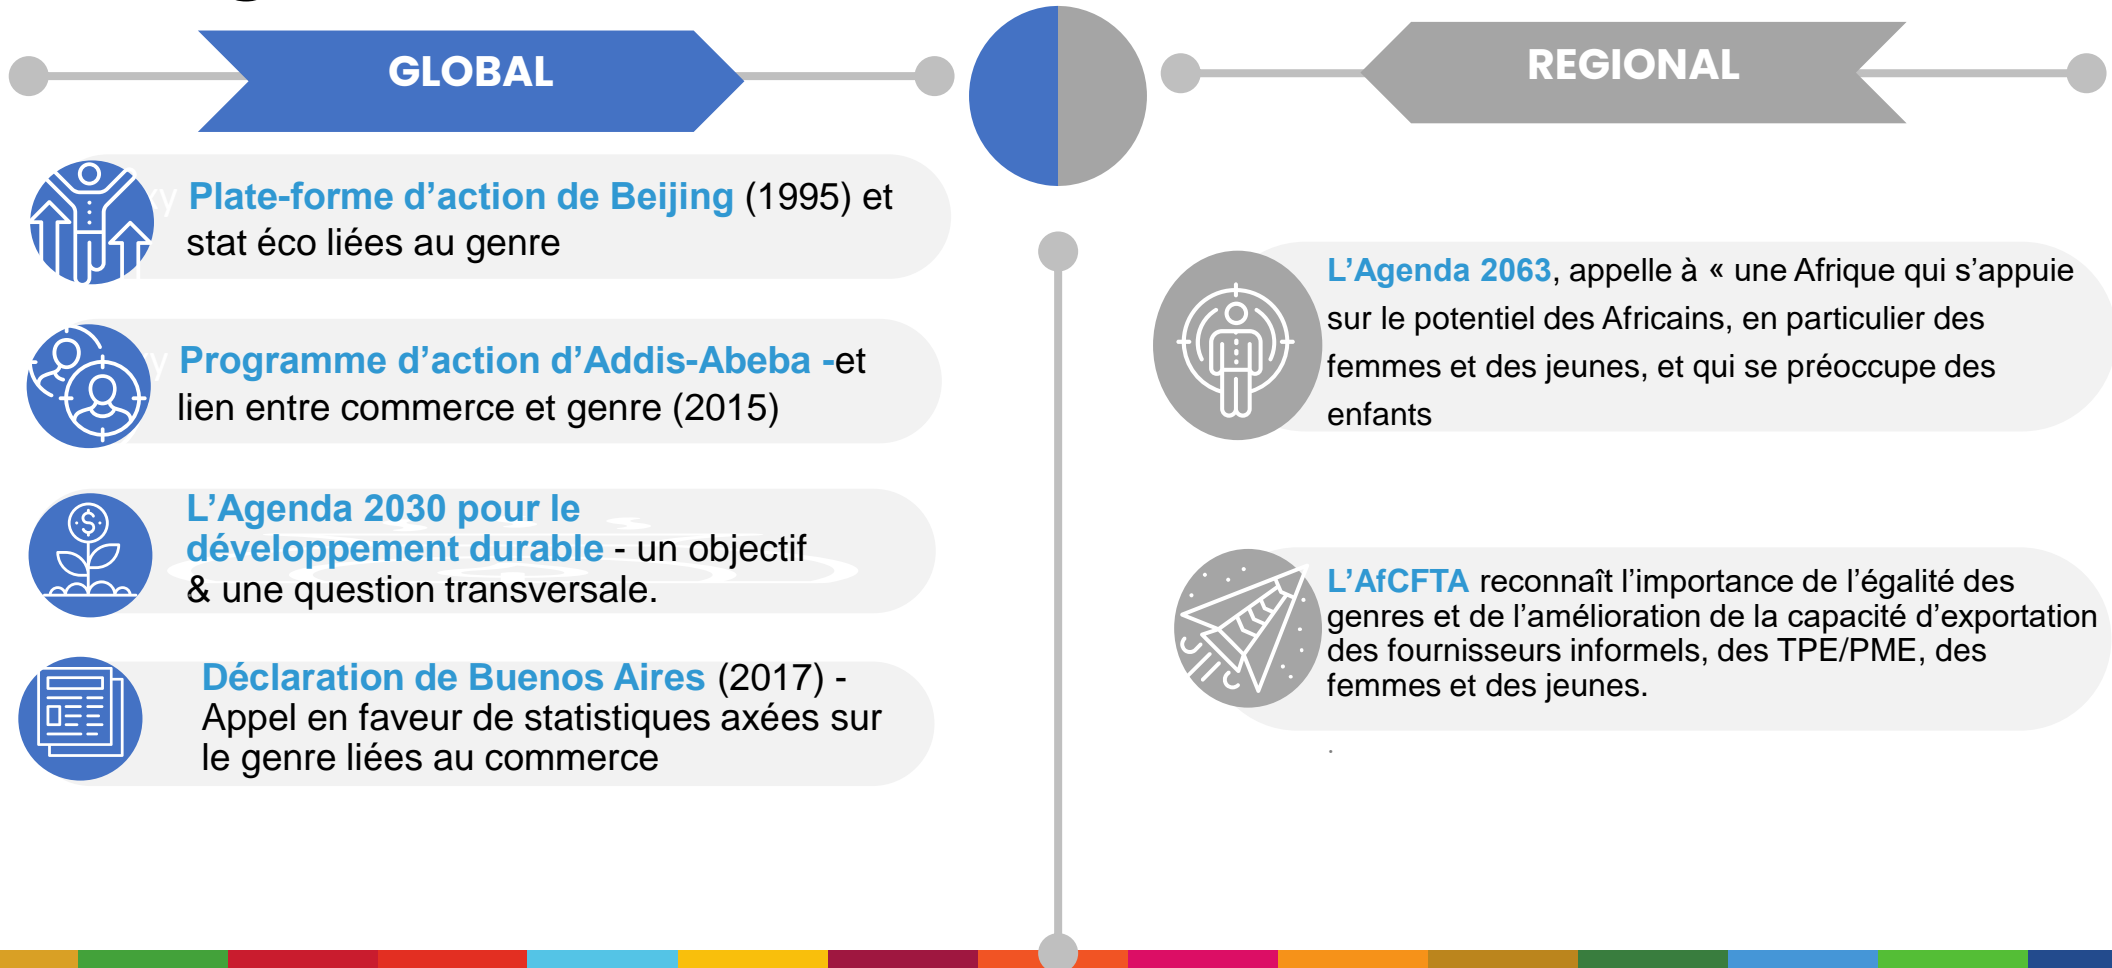 GLOBAL
Plate-forme d’action de Beijing (1995) et
stat éco liées au genre
Programme d’action d’Addis-Abeba -et
lien entre commerce et genre (2015)
L’Agenda 2030 pour le
développement durable - un objectif
& une question transversale.
Déclaration de Buenos Aires (2017) -
Appel en faveur de statistiques axées sur
le genre liées au commerce
REGIONAL
L’Agenda 2063, appelle à « une Afrique qui s’appuie
sur le potentiel des Africains, en particulier des
femmes et des jeunes, et qui se préoccupe des
enfants
L’AfCFTA reconnaît l’importance de l’égalité des
genres et de l’amélioration de la capacité d’exportation
des fournisseurs informels, des TPE/PME, des
femmes et des jeunes.
.